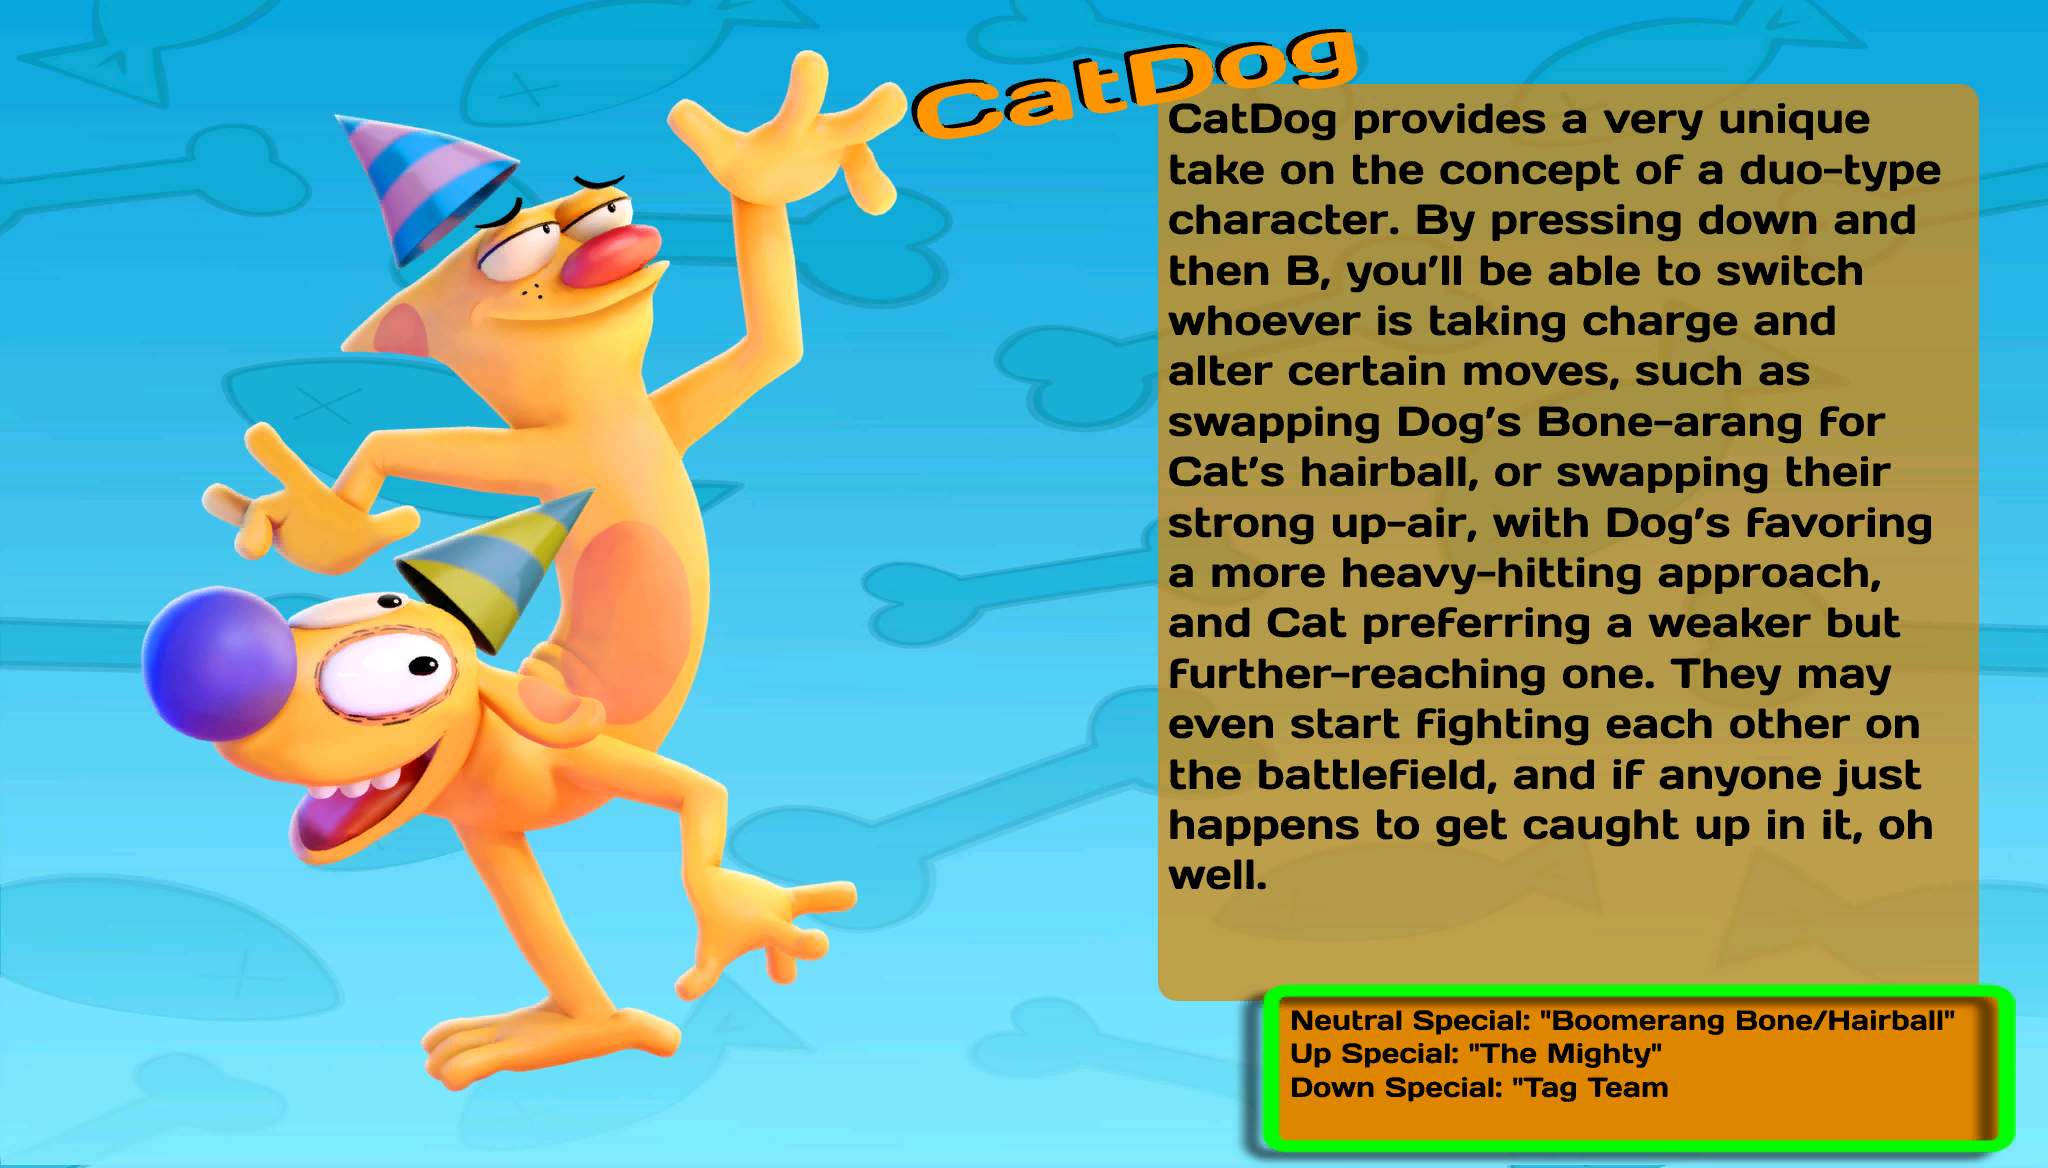 CatDog
CatDog provides a very unique
take on the concept of a duo-type
character. By pressing down and
then B, you'll be able to switch
whoever is taking charge and
alter certain moves, such as
swapping Dog's Bone-arang for
Cat's hairball, or swapping their
strong up-air, with Dog's favoring
a more heavy-hitting approach,
and Cat preferring a weaker but
further-reaching one. They may
even start fighting each other on
the battlefield, and if anyone just
happens to get caught up in it, oh
well.
Neutral Special: "Boomerang Bone/Hairball"
Up Special: "The Mighty"
Down Special: "Tag Team